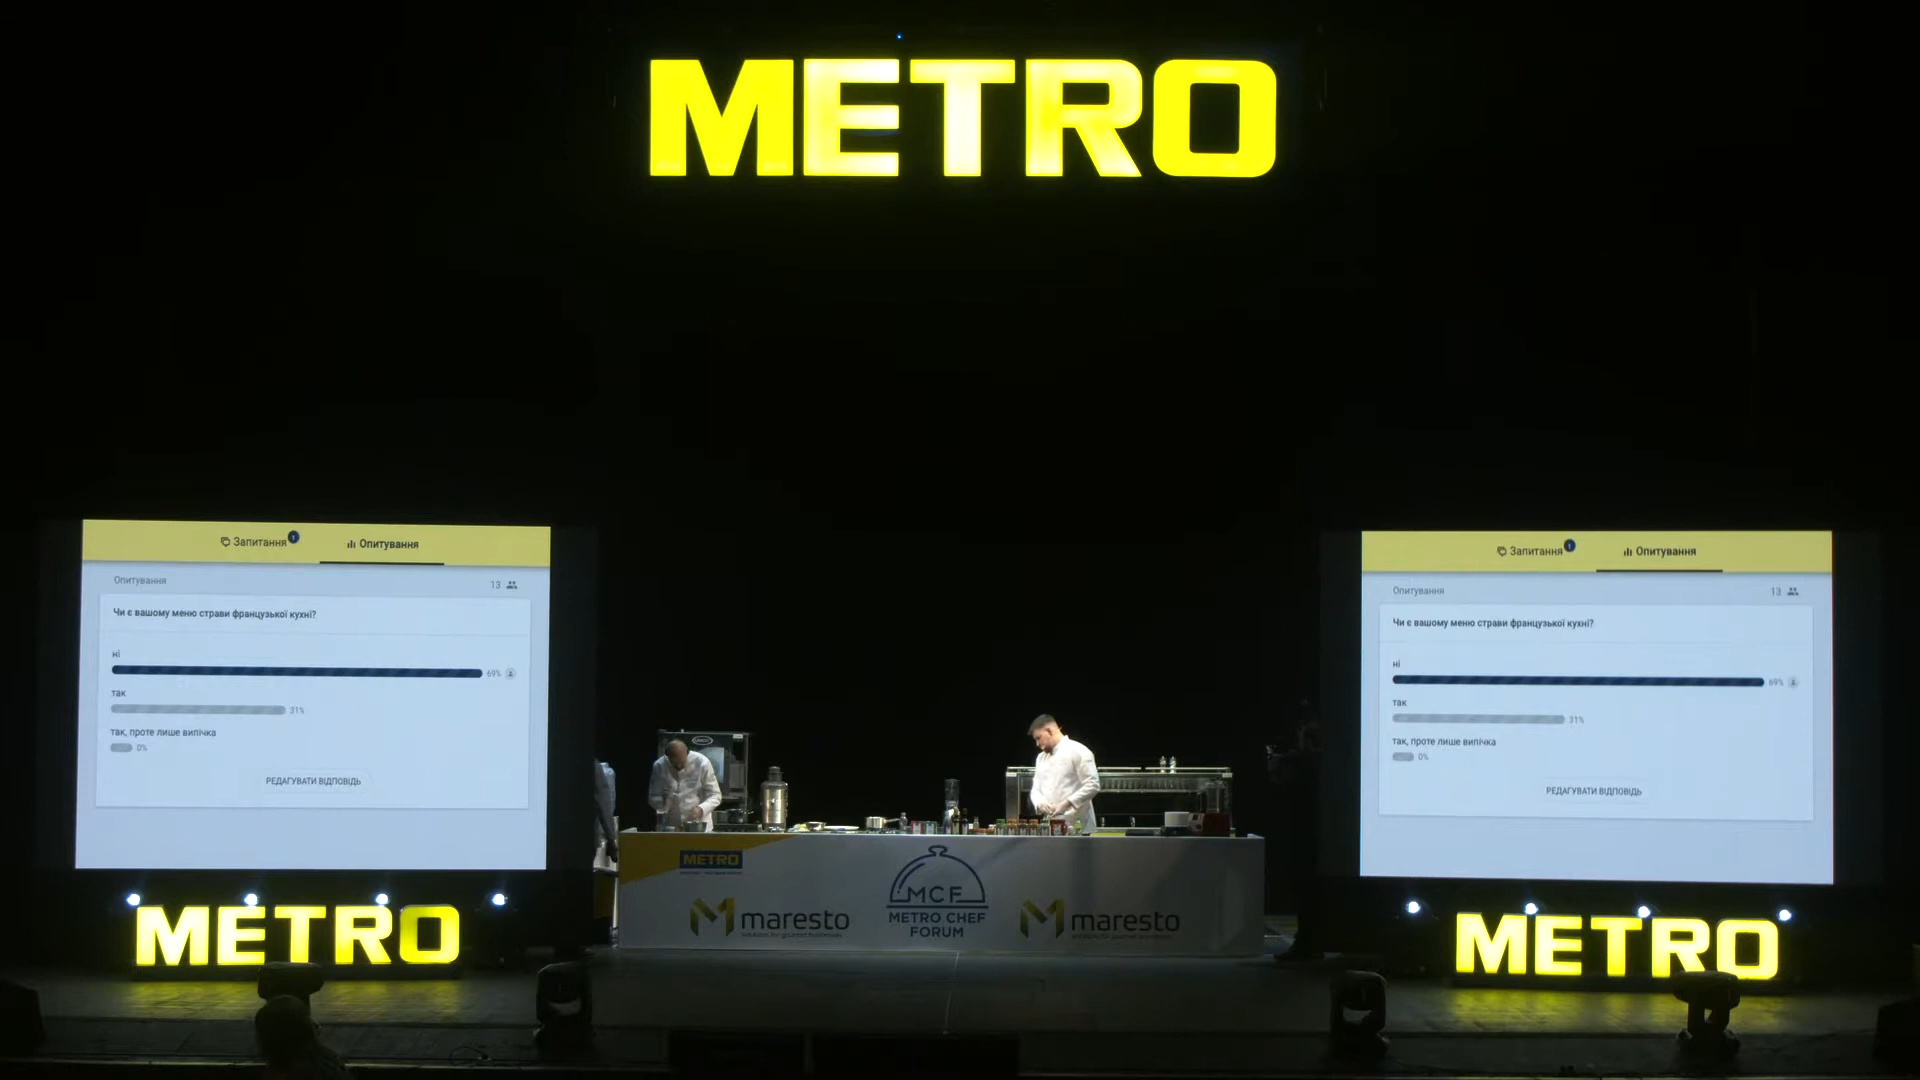 METRO
Запитання 1
Опитування
Опитування
13
Чи є вашому меню страви французької кухні?
ні
69%
так
31%
так, проте лише випічка
0%
РЕДАГУВАТИ ВІДПОВІДЬ
METRO
Запитання 1
Опитування
Опитування
13
Чи є вашому меню страви французької кухні?
ні
69%
так
31%
так, проте лише випічка
0%
РЕДАГУВАТИ ВІДПОВІДЬ
METRO
METRO
maresto
MCF
METRO CHEF
FORUM
maresto